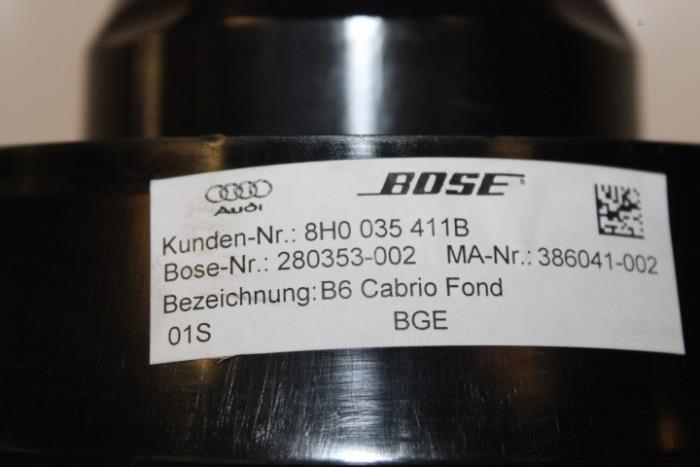 Audi BOSE
Kunden-Nr.: 8H0 035 411B
Bose-Nr.: 280353-002 MA-Nr.: 386041-002
Bezeichnung: B6 Cabrio Fond
01S BGE